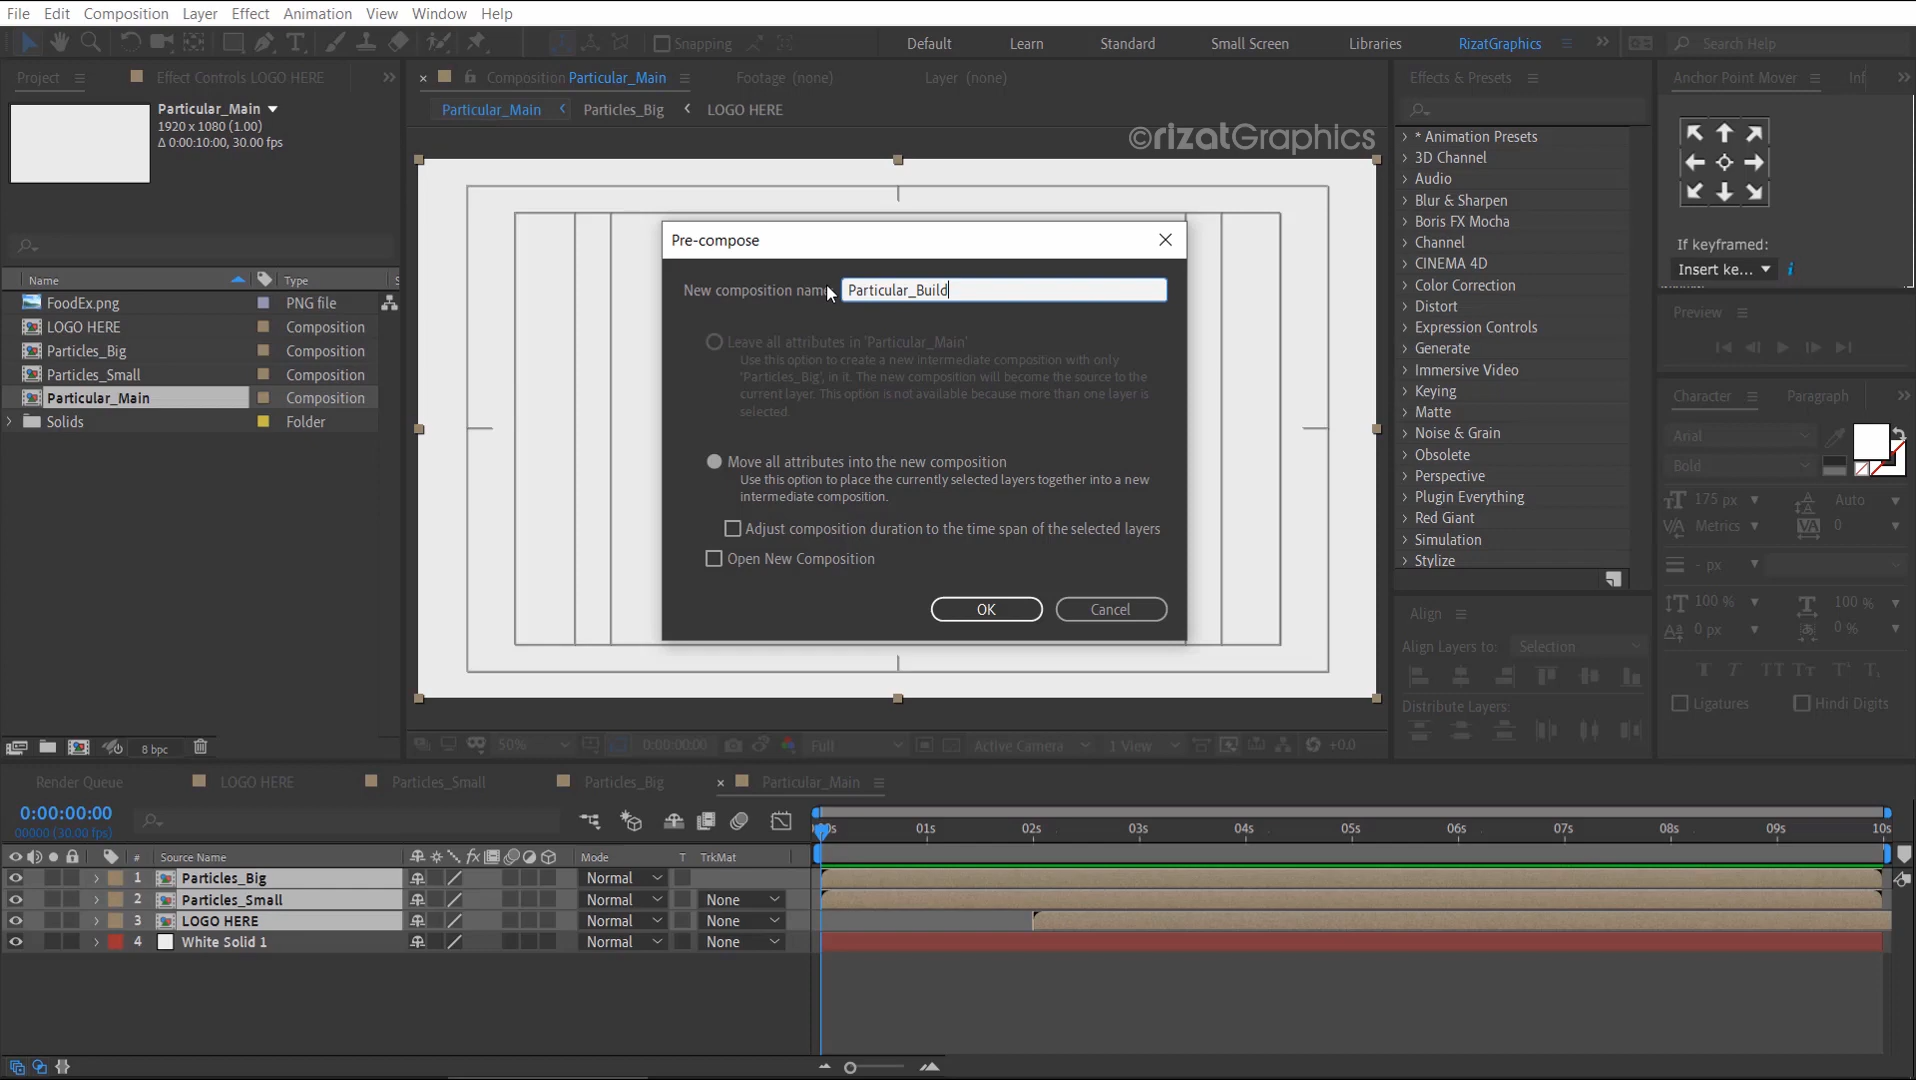 File Edit Composition Layer Effect Animation View Window Help
Snapping Default Learn Standard Small Screen Libraries RizatGraphics Search Help
Project Effect Controls LOGO HERE
Composition Particular_Main Footage (none) Layer (none)
Particular_Main Particles_Big LOGO HERE
©rizatGraphics
Particular_Main
1920 x 1080 (1.00)
Δ 0:00:10:00, 30.00 fps
Name Type
FoodEx.png PNG file
LOGO HERE Composition
Particles_Big Composition
Particles_Small Composition
Particular_Main Composition
Solids Folder
8 bpc
Pre-compose
New composition name Particular_Build
Leave all attributes in 'Particular_Main'
Use this option to create a new intermediate composition with only
'Particles_Big', in it. The new composition will become the source to the
current layer. This option is not available because more than one layer is
selected.
Move all attributes into the new composition
Use this option to place the currently selected layers together into a new
intermediate composition.
Adjust composition duration to the time span of the selected layers
Open New Composition
OK Cancel
50% 0:00:00:00 Full Active Camera 1 View +0.0
Effects & Presets
* Animation Presets
3D Channel
Audio
Blur & Sharpen
Boris FX Mocha
Channel
CINEMA 4D
Color Correction
Distort
Expression Controls
Generate
Immersive Video
Keying
Matte
Noise & Grain
Obsolete
Perspective
Plugin Everything
Red Giant
Simulation
Stylize
Align
Align Layers to: Selection
Distribute Layers:
Anchor Point Mover Inf
If keyframed:
Insert ke...
Preview
Character Paragraph
Arial
Bold
175 px Auto
Metrics 0
- px
100 % 100 %
0 px 0 %
Ligatures Hindi Digits
Render Queue LOGO HERE Particles_Small Particles_Big Particular_Main
0:00:00:00
00000 (30.00 fps)
01s 02s 03s 04s 05s 06s 07s 08s 09s 10s
# Source Name Mode T TrkMat
1 Particles_Big Normal
2 Particles_Small Normal None
3 LOGO HERE Normal None
4 White Solid 1 Normal None